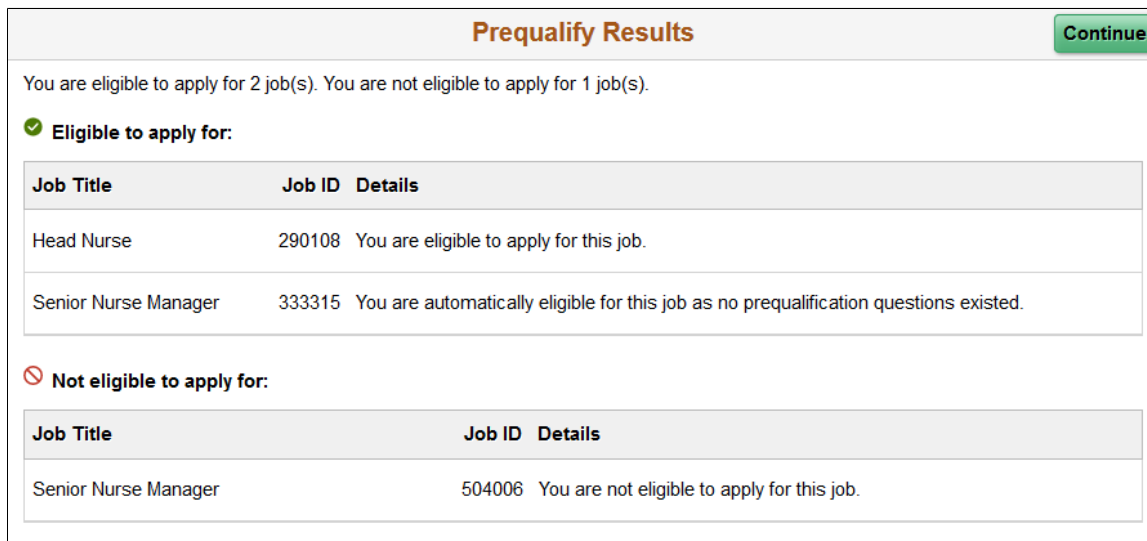 Prequalify Results
Continue
You are eligible to apply for 2 job(s). You are not eligible to apply for 1 job(s).
Eligible to apply for:
Job Title Job ID Details
Head Nurse 290108 You are eligible to apply for this job.
Senior Nurse Manager 333315 You are automatically eligible for this job as no prequalification questions existed.
Not eligible to apply for:
Job Title Job ID Details
Senior Nurse Manager 504006 You are not eligible to apply for this job.